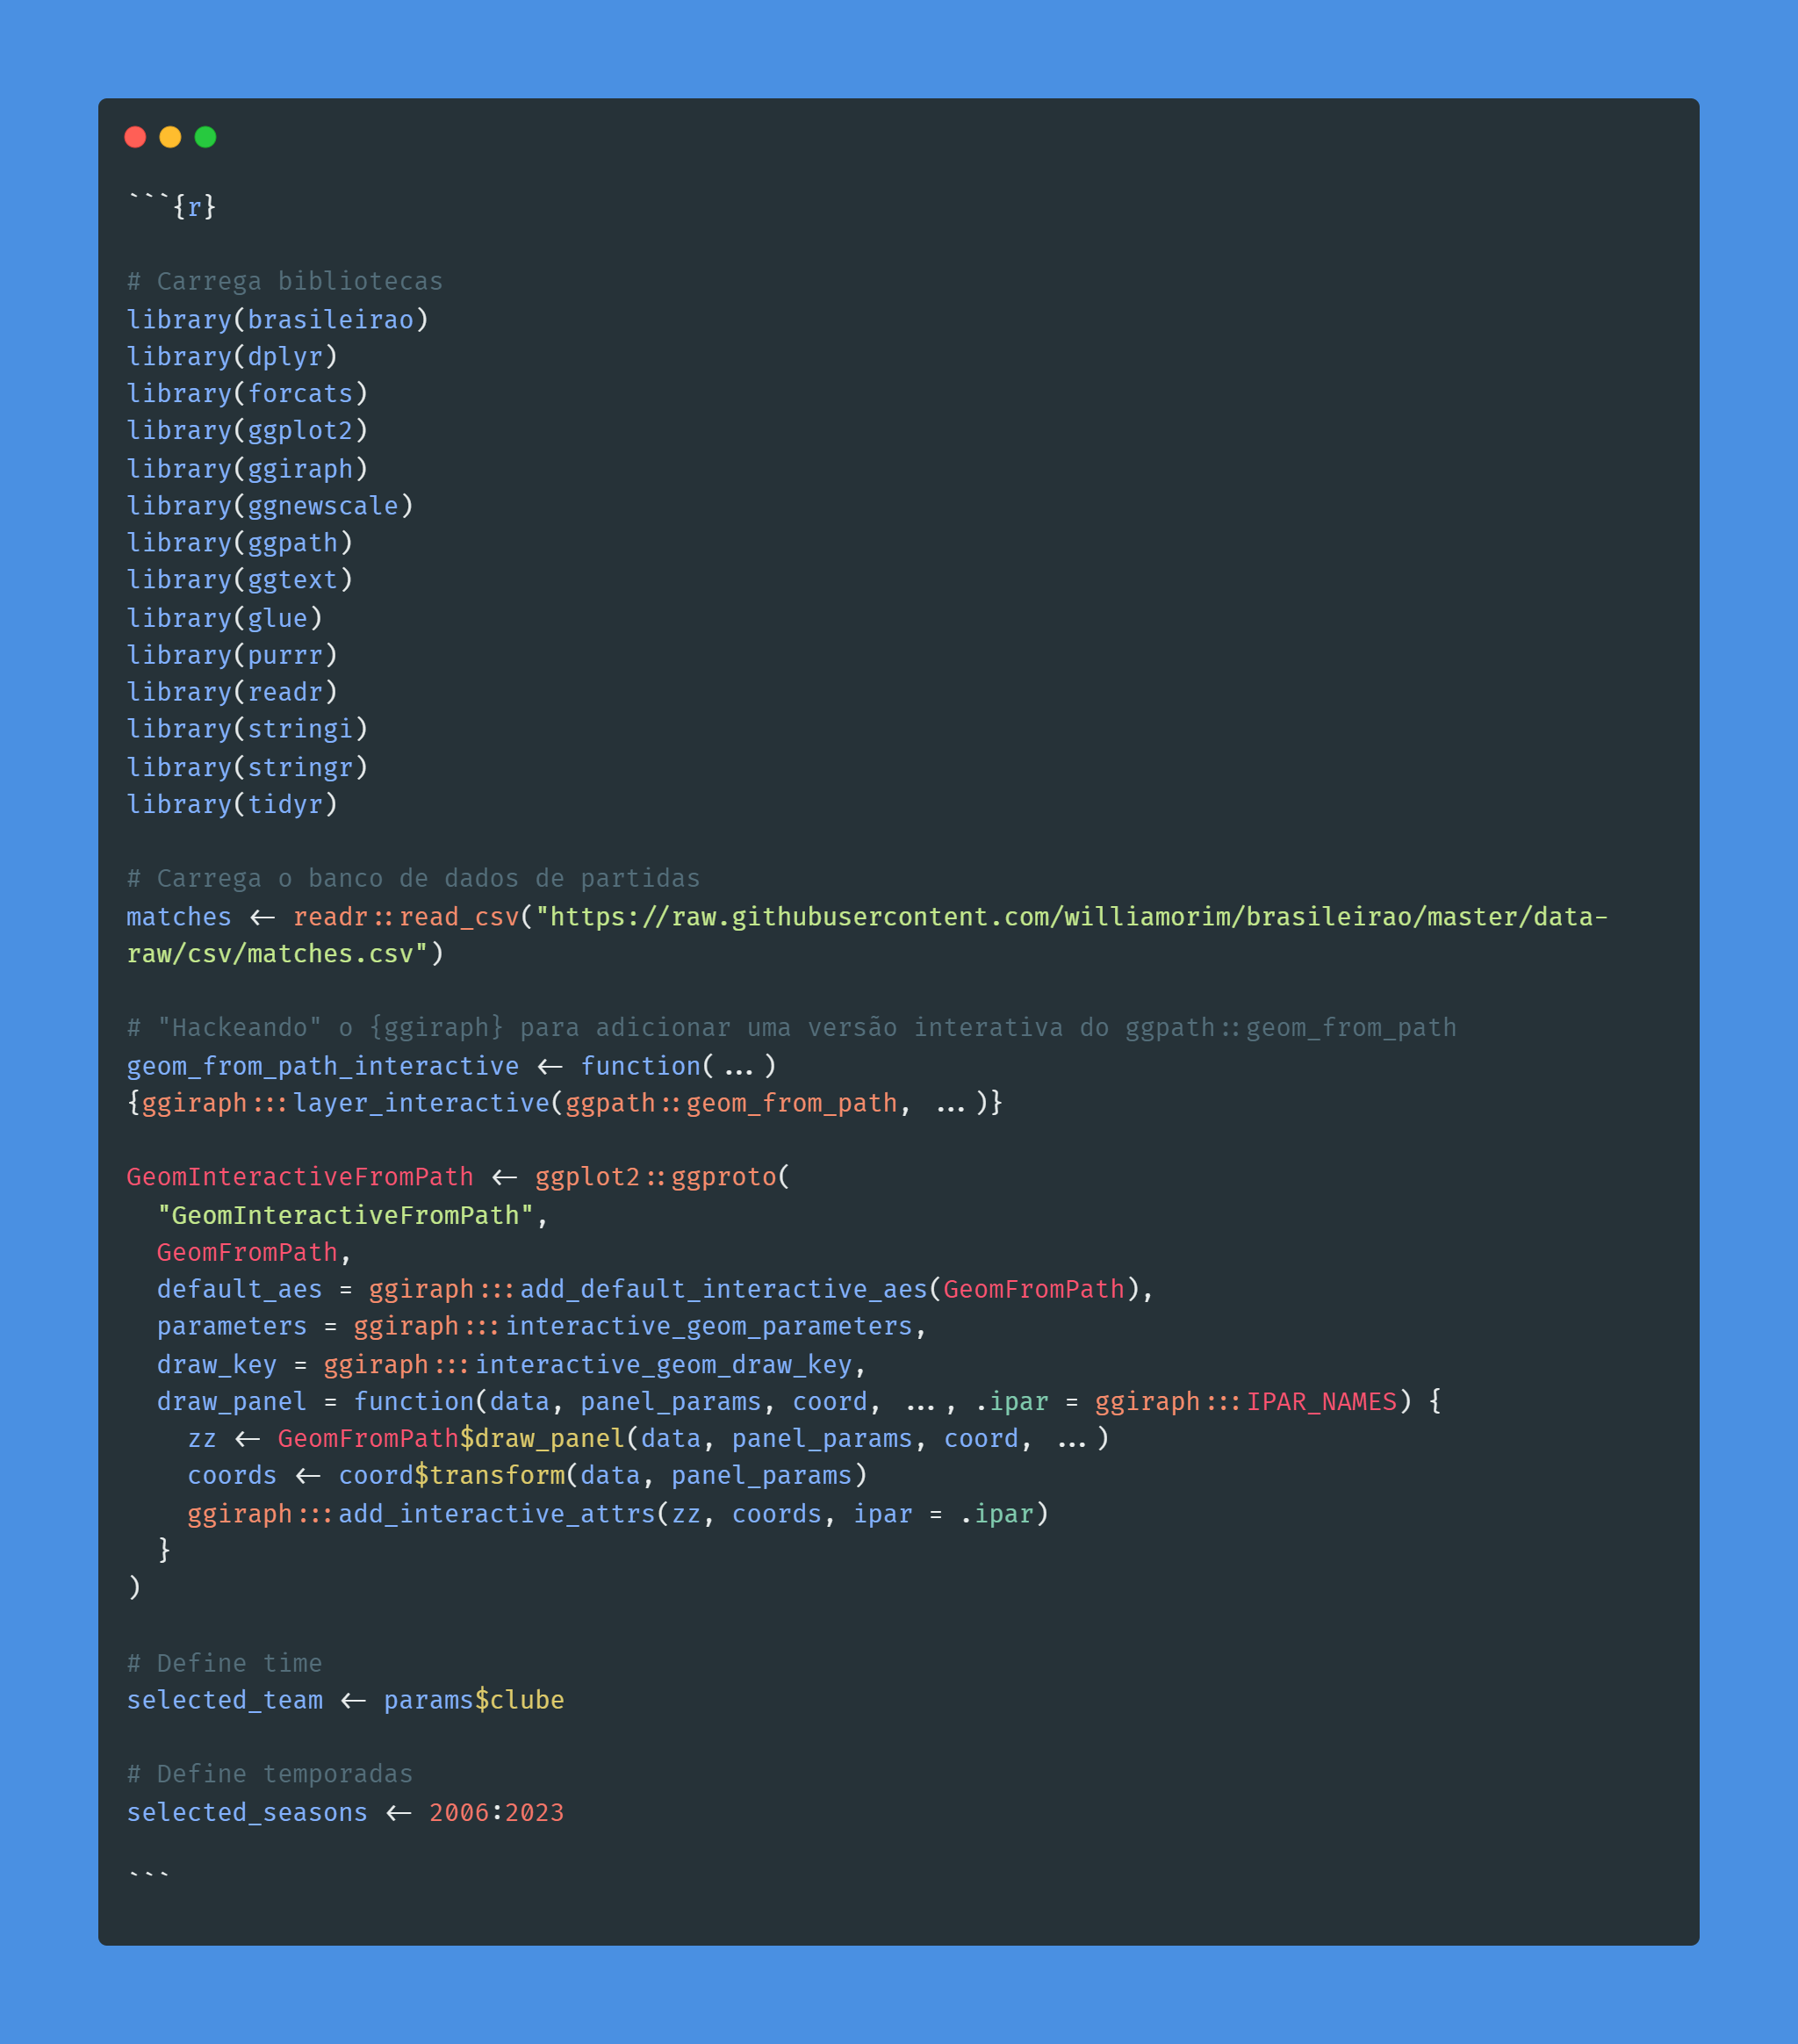 ```{r}
# Carrega bibliotecas
library(brasileirao)
library(dplyr)
library(forcats)
library(ggplot2)
library(ggiraph)
library(ggnewscale)
library(ggpath)
library(ggtext)
library(glue)
library(purrr)
library(readr)
library(stringi)
library(stringr)
library(tidyr)
# Carrega o banco de dados de partidas
matches <- readr::read_csv("https://raw.githubusercontent.com/williamorim/brasileirao/master/data-
raw/csv/matches.csv")
# "Hackeando" o {ggiraph} para adicionar uma versão interativa do ggpath::geom_from_path
geom_from_path_interactive <- function(...)
{ggiraph:::layer_interactive(ggpath::geom_from_path, ...)}
GeomInteractiveFromPath <- ggplot2::ggproto(
  "GeomInteractiveFromPath",
  GeomFromPath,
  default_aes = ggiraph:::add_default_interactive_aes(GeomFromPath),
  parameters = ggiraph:::interactive_geom_parameters,
  draw_key = ggiraph:::interactive_geom_draw_key,
  draw_panel = function(data, panel_params, coord, ..., .ipar = ggiraph:::IPAR_NAMES) {
    zz <- GeomFromPath$draw_panel(data, panel_params, coord, ...)
    coords <- coord$transform(data, panel_params)
    ggiraph:::add_interactive_attrs(zz, coords, ipar = .ipar)
  }
)
# Define time
selected_team <- params$clube
# Define temporadas
selected_seasons <- 2006:2023
```